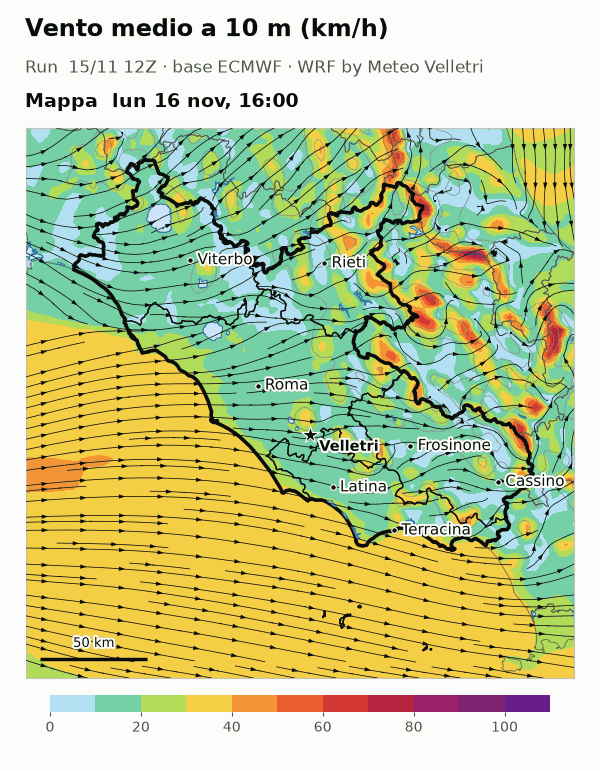 Vento medio a 10 m (km/h)
Run  15/11 12Z · base ECMWF · WRF by Meteo Velletri
Mappa  lun 16 nov, 16:00
Viterbo
Rieti
Roma
Velletri
Frosinone
Cassino
Latina
Terracina
50 km
0 20 40 60 80 100